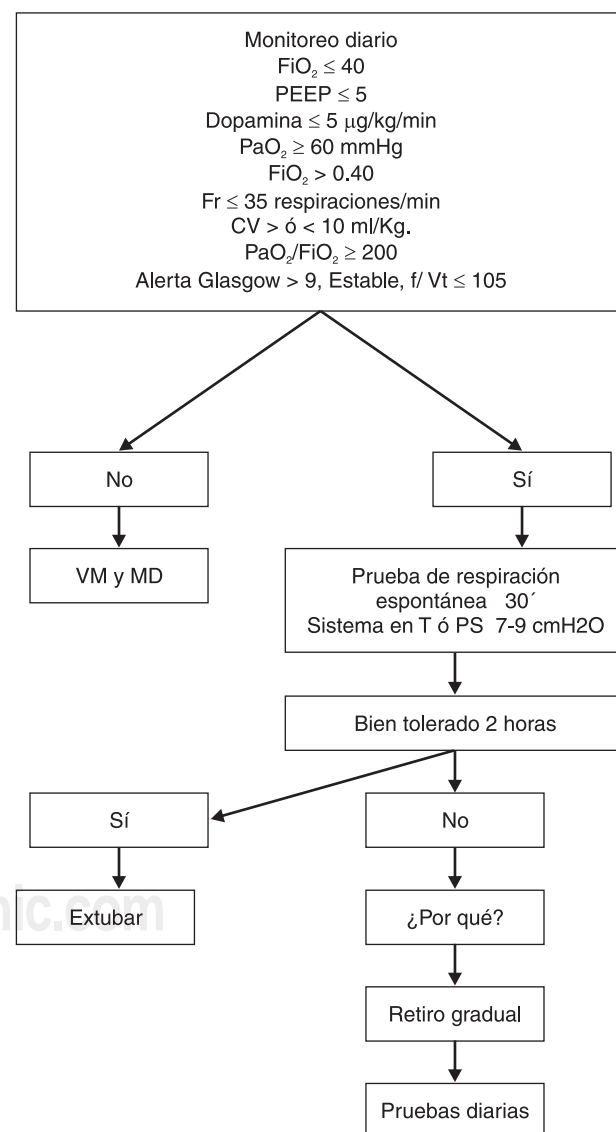 Monitoreo diario
FiO₂ ≤ 40
PEEP ≤ 5
Dopamina ≤ 5 µg/kg/min
PaO₂ ≥ 60 mmHg
FiO₂ > 0.40
Fr ≤ 35 respiraciones/min
CV > ó < 10 ml/Kg.
PaO₂/FiO₂ ≥ 200
Alerta Glasgow > 9, Estable, f/ Vt ≤ 105
No
Sí
VM y MD
Prueba de respiración
espontánea 30´
Sistema en T ó PS 7-9 cmH2O
Bien tolerado 2 horas
Sí
No
Extubar
¿Por qué?
Retiro gradual
Pruebas diarias
nic.com